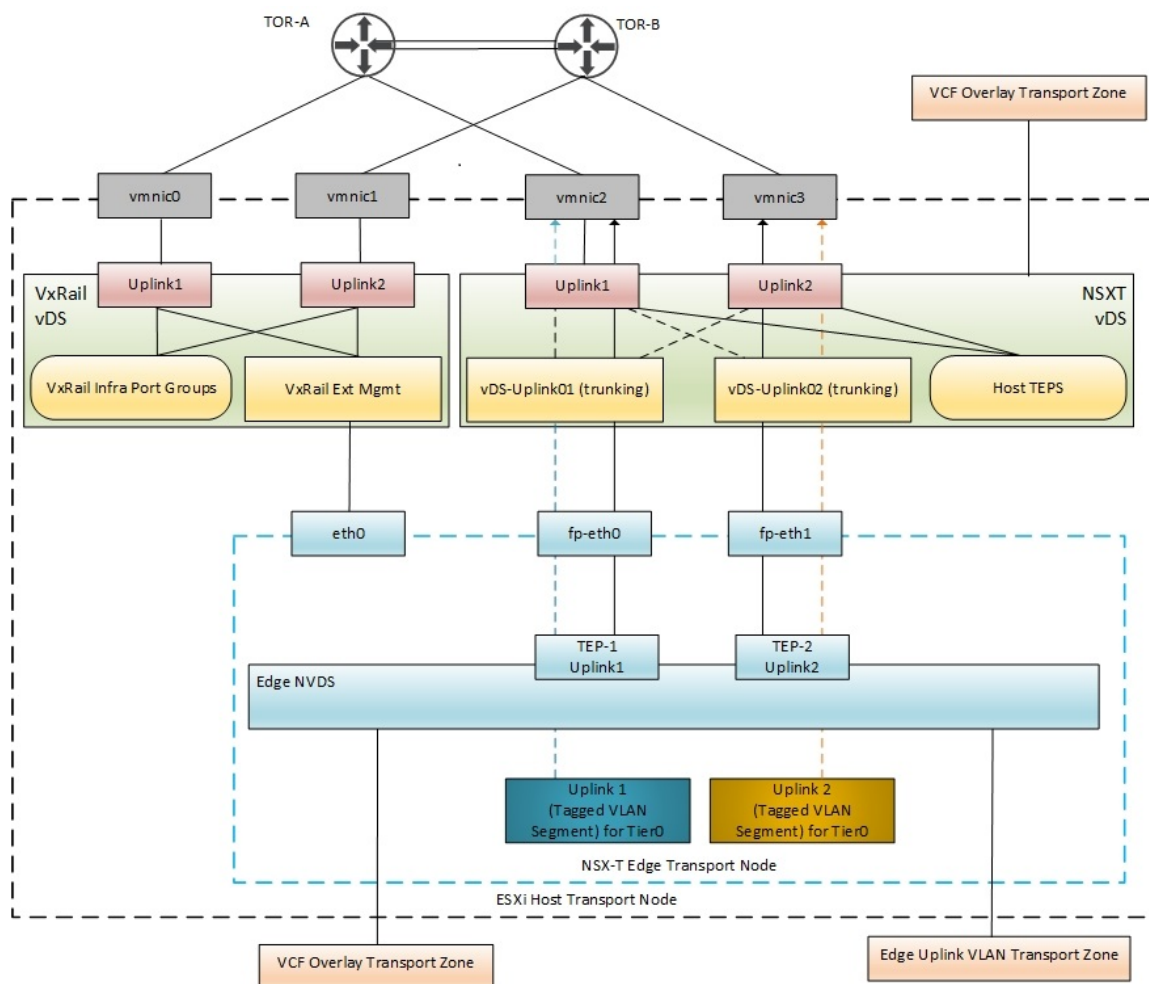 TOR-A
TOR-B
VCF Overlay Transport Zone
vmnic0
vmnic1
vmnic2
vmnic3
VxRail
vDS
Uplink1
Uplink2
Uplink1
Uplink2
NSXT
vDS
VxRail Infra Port Groups
VxRail Ext Mgmt
vDS-Uplink01 (trunking)
vDS-Uplink02 (trunking)
Host TEPS
eth0
fp-eth0
fp-eth1
TEP-1
Uplink1
TEP-2
Uplink2
Edge NVDS
Uplink 1
(Tagged VLAN
Segment) for Tier0
Uplink 2
(Tagged VLAN
Segment) for Tier0
NSX-T Edge Transport Node
ESXi Host Transport Node
VCF Overlay Transport Zone
Edge Uplink VLAN Transport Zone